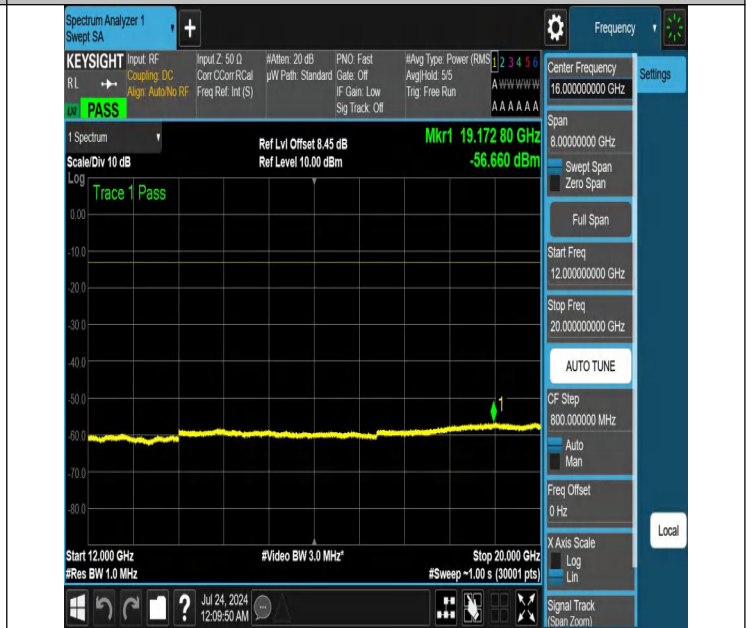 Spectrum Analyzer 1
Swept SA
+
Frequency
KEYSIGHT
RL
LXI
PASS
Input: RF
Coupling: DC
Align: Auto/No RF
Input Z: 50 Ω
Corr CCorr RCal
Freq Ref: Int (S)
#Atten: 20 dB
µW Path: Standard
PNO: Fast
Gate: Off
IF Gain: Low
Sig Track: Off
#Avg Type: Power (RMS
Avg|Hold: 5/5
Trig: Free Run
1 2 3 4 5 6
A W W W W W
A A A A A A
1 Spectrum
Scale/Div 10 dB
Log
Ref Lvl Offset 8.45 dB
Ref Level 10.00 dBm
Mkr1 19.172 80 GHz
-56.660 dBm
Trace 1 Pass
0.00
-10.0
-20.0
-30.0
-40.0
-50.0
-60.0
-70.0
-80.0
1
Start 12.000 GHz
#Res BW 1.0 MHz
#Video BW 3.0 MHz*
Stop 20.000 GHz
#Sweep ~1.00 s (30001 pts)
?
Jul 24, 2024
12:09:50 AM
Center Frequency
16.000000000 GHz
Span
8.00000000 GHz
Swept Span
Zero Span
Full Span
Start Freq
12.000000000 GHz
Stop Freq
20.000000000 GHz
AUTO TUNE
CF Step
800.000000 MHz
Auto
Man
Freq Offset
0 Hz
X Axis Scale
Log
Lin
Signal Track
(Span Zoom)
Settings
Local